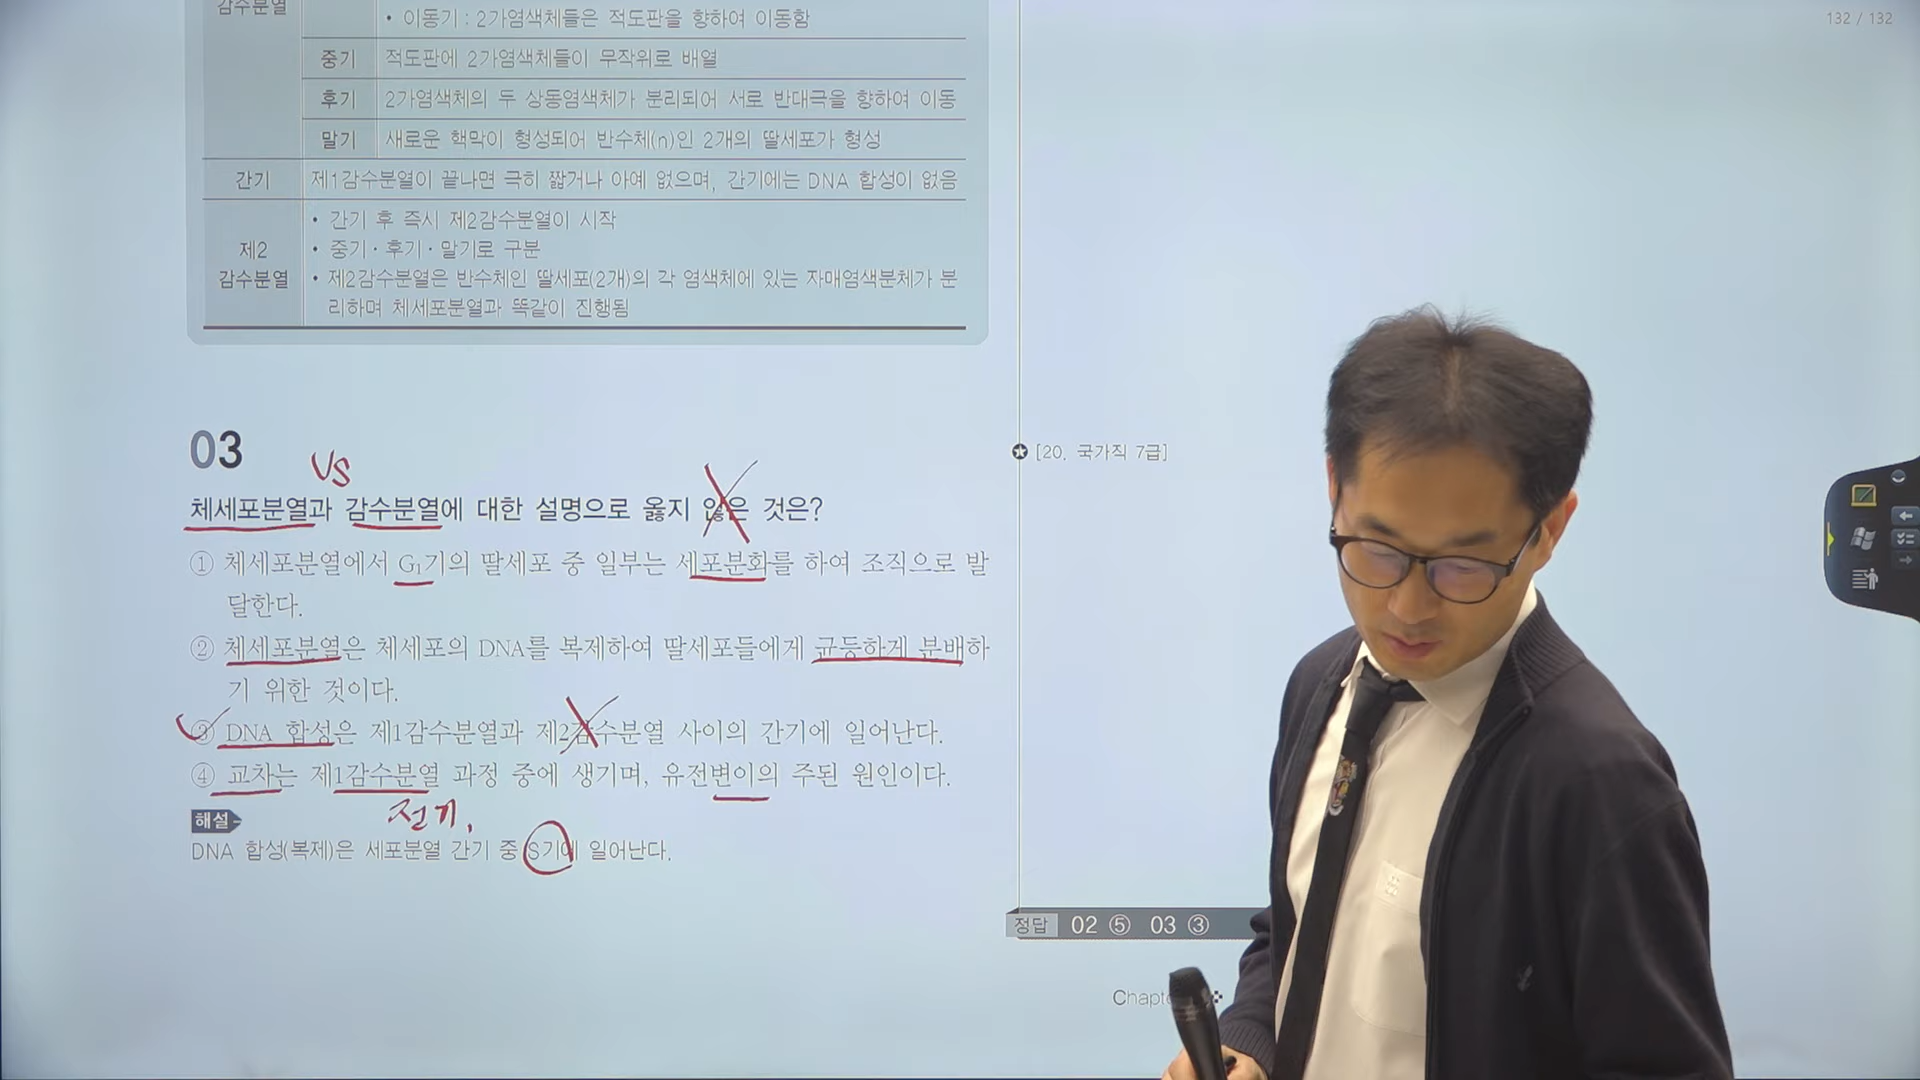 132 / 132
감수분열
• 이동기 : 2가염색체들은 적도판을 향하여 이동함
중기 적도판에 2가염색체들이 무작위로 배열
후기 2가염색체의 두 상동염색체가 분리되어 서로 반대극을 향하여 이동
말기 새로운 핵막이 형성되어 반수체(n)인 2개의 딸세포가 형성
간기 제1감수분열이 끝나면 극히 짧거나 아예 없으며, 간기에는 DNA 합성이 없음
제2
감수분열
• 간기 후 즉시 제2감수분열이 시작
• 중기·후기·말기로 구분
• 제2감수분열은 반수체인 딸세포(2개)의 각 염색체에 있는 자매염색분체가 분
리하며 체세포분열과 똑같이 진행됨
03
VS
[20. 국가직 7급]
체세포분열과 감수분열에 대한 설명으로 옳지 않은 것은?
① 체세포분열에서 G₁기의 딸세포 중 일부는 세포분화를 하여 조직으로 발
달한다.
② 체세포분열은 체세포의 DNA를 복제하여 딸세포들에게 균등하게 분배하
기 위한 것이다.
③ DNA 합성은 제1감수분열과 제2감수분열 사이의 간기에 일어난다.
④ 교차는 제1감수분열 과정 중에 생기며, 유전변이의 주된 원인이다.
전기,
해설
DNA 합성(복제)은 세포분열 간기 중 S기에 일어난다.
정답 02 ⑤ 03 ③